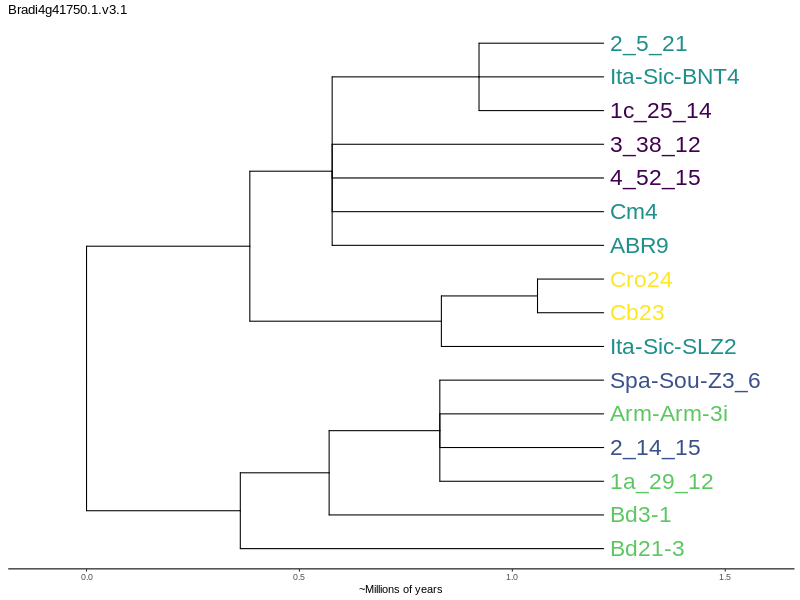 Bradi4g41750.1.v3.1
2_5_21
Ita-Sic-BNT4
1c_25_14
3_38_12
4_52_15
Cm4
ABR9
Cro24
Cb23
Ita-Sic-SLZ2
Spa-Sou-Z3_6
Arm-Arm-3i
2_14_15
1a_29_12
Bd3-1
Bd21-3
0.0 0.5 1.0 1.5
~Millions of years